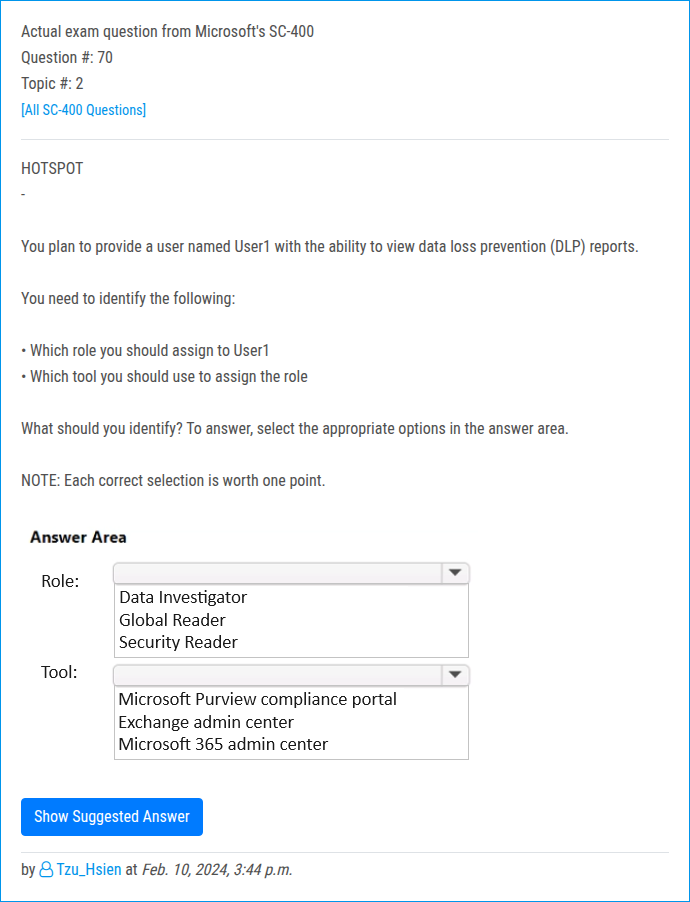 Actual exam question from Microsoft's SC-400
Question #: 70
Topic #: 2
[All SC-400 Questions]
HOTSPOT
-
You plan to provide a user named User1 with the ability to view data loss prevention (DLP) reports.
You need to identify the following:
• Which role you should assign to User1
• Which tool you should use to assign the role
What should you identify? To answer, select the appropriate options in the answer area.
NOTE: Each correct selection is worth one point.
Answer Area
Role:
Data Investigator
Global Reader
Security Reader
Tool:
Microsoft Purview compliance portal
Exchange admin center
Microsoft 365 admin center
Show Suggested Answer
by Tzu_Hsien at Feb. 10, 2024, 3:44 p.m.